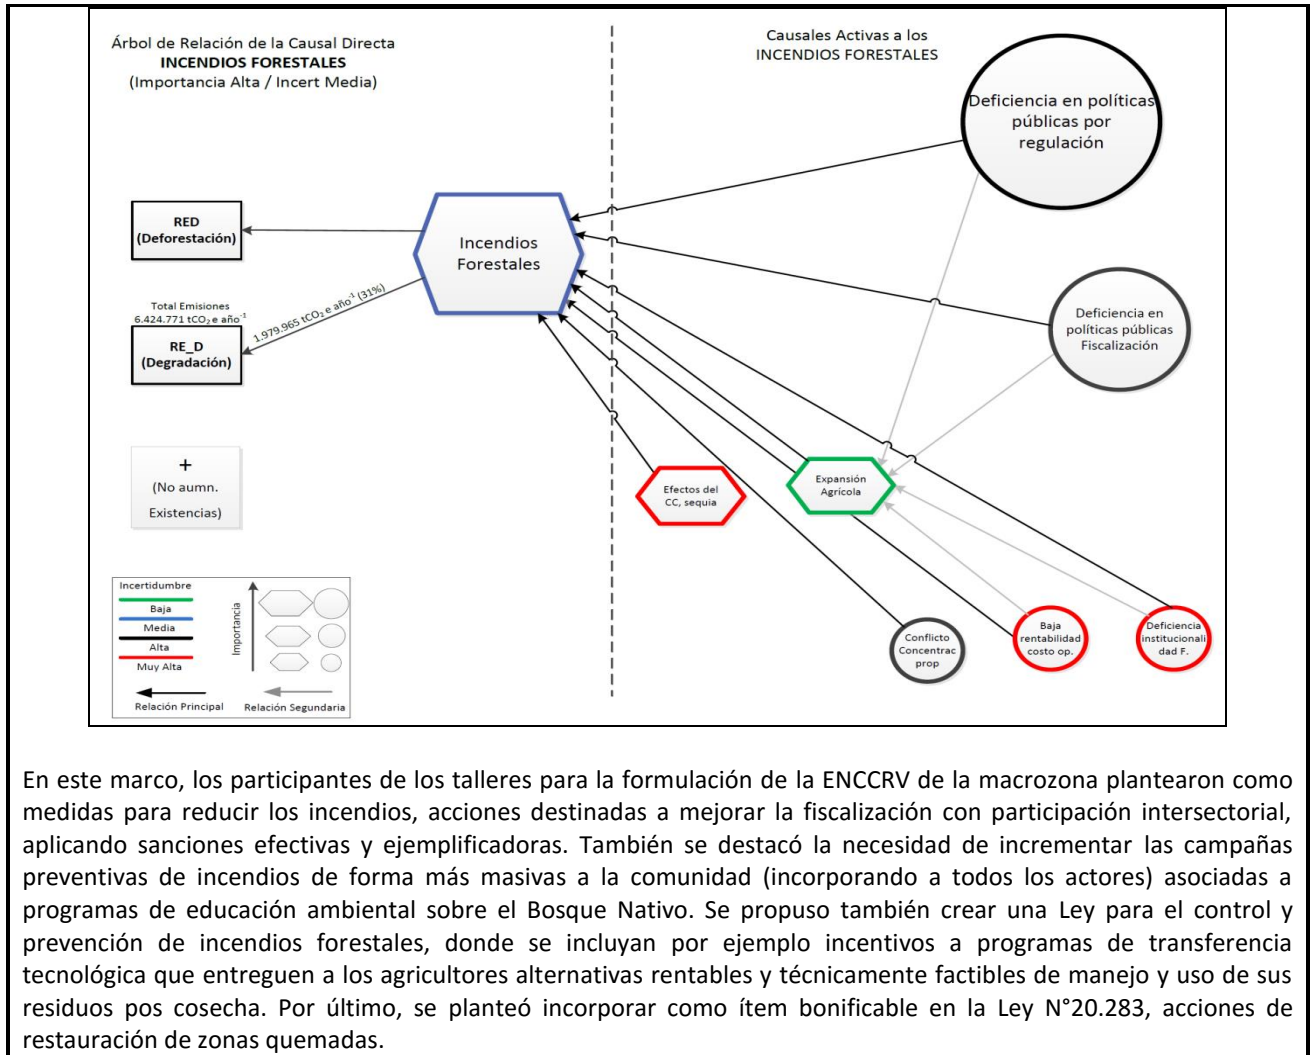 Árbol de Relación de la Causal Directa
INCENDIOS FORESTALES
(Importancia Alta / Incert Media)
Causales Activas a los
INCENDIOS FORESTALES
Deficiencia en políticas
públicas por
regulación
RED
(Deforestación)
Incendios
Forestales
Total Emisiones
6.424.771 tCO₂ e año⁻¹
1.979.965 tCO₂ e año⁻¹ (31%)
RE_D
(Degradación)
Deficiencia en
políticas públicas
Fiscalización
+
(No aumn.
Existencias)
Efectos del
CC, sequia
Expansión
Agrícola
Conflicto
Concentrac
prop
Baja
rentabilidad
costo op.
Deficiencia
institucionali
dad F.
Incertidumbre
Baja
Media
Alta
Muy Alta
Importancia
Relación Principal
Relación Segundaria
En este marco, los participantes de los talleres para la formulación de la ENCCRV de la macrozona plantearon como
medidas para reducir los incendios, acciones destinadas a mejorar la fiscalización con participación intersectorial,
aplicando sanciones efectivas y ejemplificadoras. También se destacó la necesidad de incrementar las campañas
preventivas de incendios de forma más masivas a la comunidad (incorporando a todos los actores) asociadas a
programas de educación ambiental sobre el Bosque Nativo. Se propuso también crear una Ley para el control y
prevención de incendios forestales, donde se incluyan por ejemplo incentivos a programas de transferencia
tecnológica que entreguen a los agricultores alternativas rentables y técnicamente factibles de manejo y uso de sus
residuos pos cosecha. Por último, se planteó incorporar como ítem bonificable en la Ley N°20.283, acciones de
restauración de zonas quemadas.